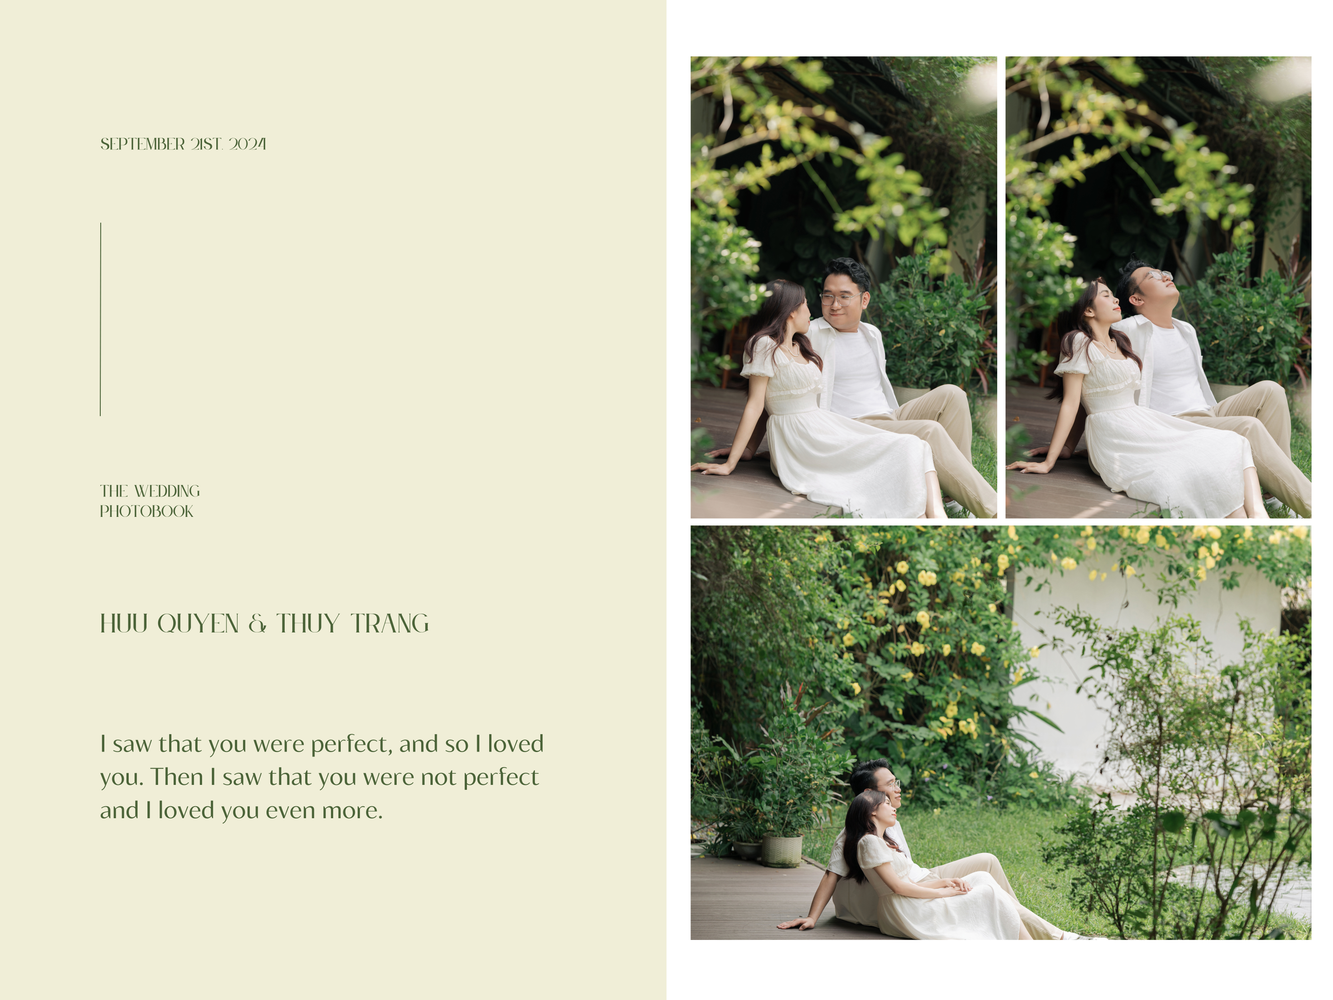 SEPTEMBER 21ST. 2024
THE WEDDING
PHOTOBOOK
HUU QUYEN & THUY TRANG
I saw that you were perfect, and so I loved
you. Then I saw that you were not perfect
and I loved you even more.